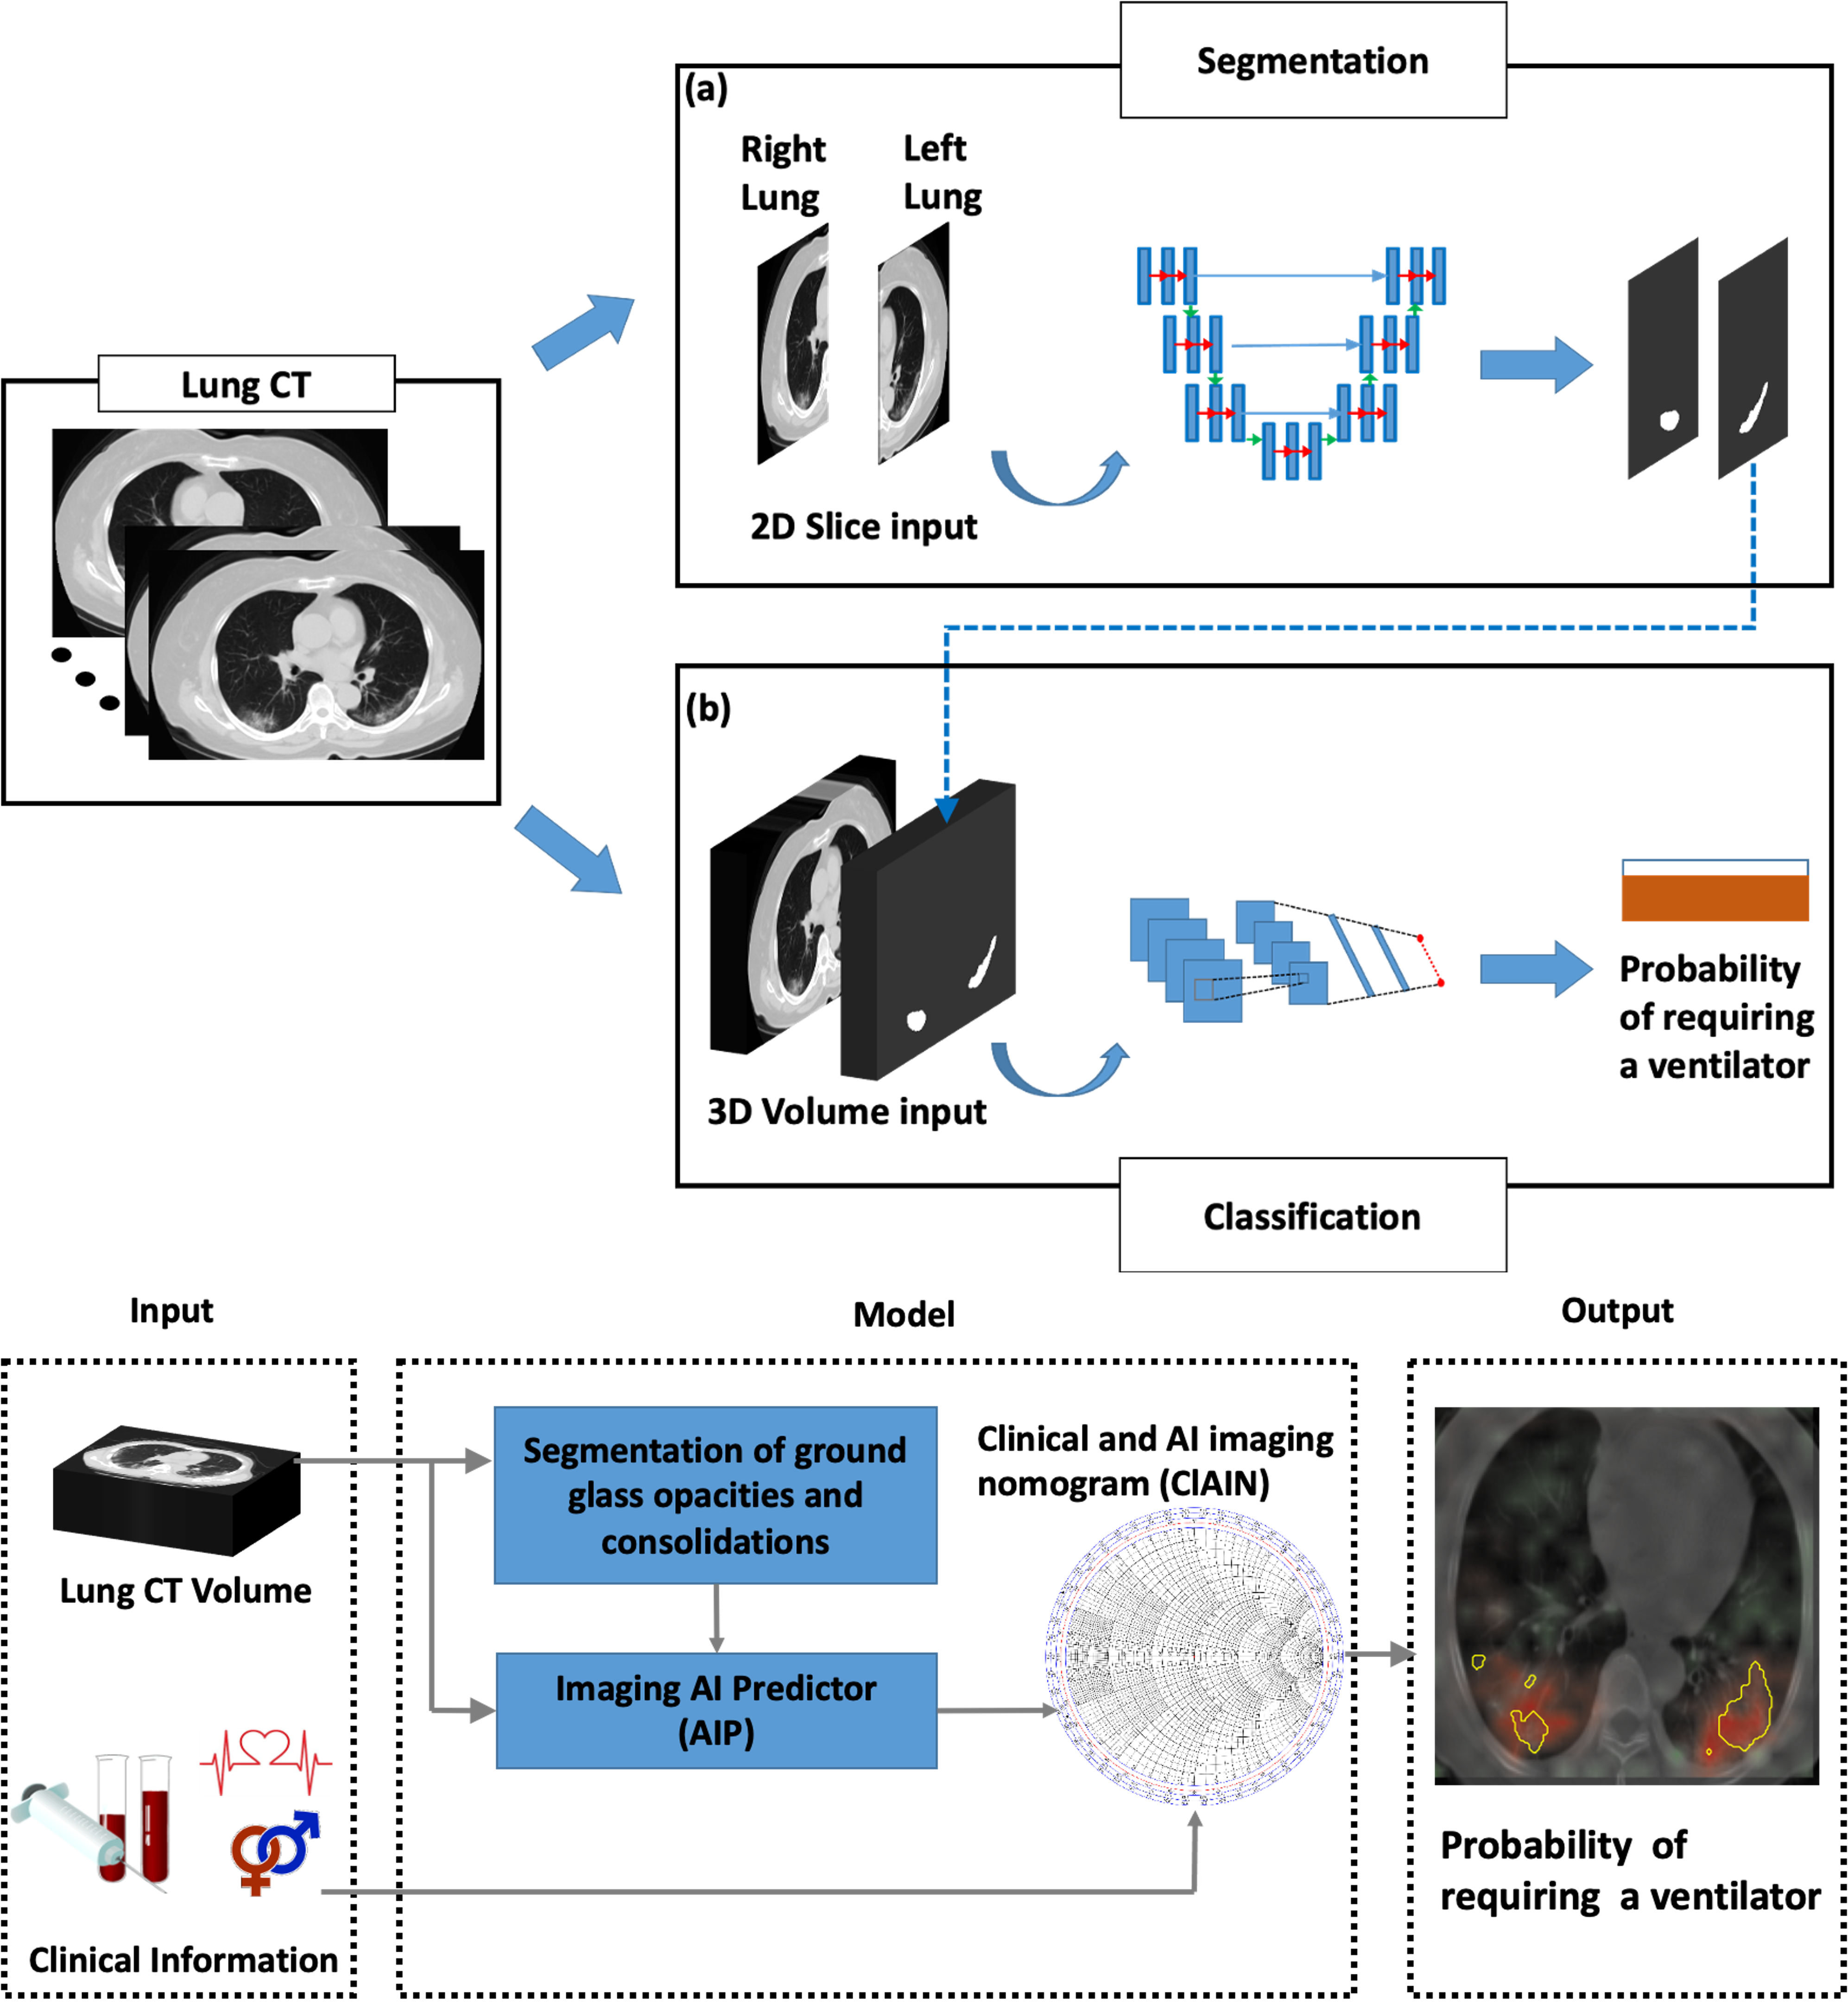 Segmentation
(a)
Right
Lung
Left
Lung
2D Slice input
Lung CT
(b)
3D Volume input
Probability
of requiring
a ventilator
Classification
Input
Model
Output
Segmentation of ground
glass opacities and
consolidations
Clinical and AI imaging
nomogram (ClAIN)
Lung CT Volume
Imaging AI Predictor
(AIP)
Probability of
requiring a ventilator
Clinical Information